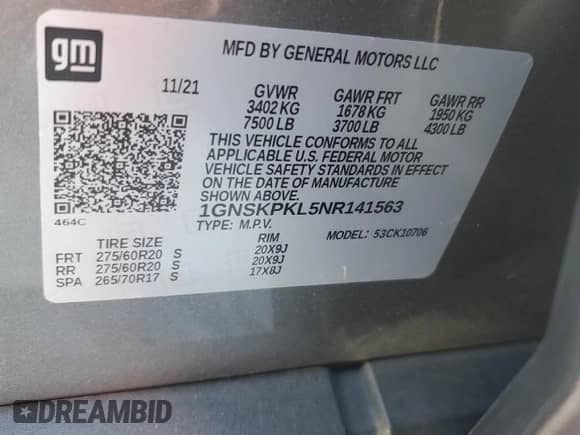 gm
MFD BY GENERAL MOTORS LLC
11/21 GVWR GAWR FRT GAWR RR
3402 KG 1678 KG 1950 KG
7500 LB 3700 LB 4300 LB
THIS VEHICLE CONFORMS TO ALL
APPLICABLE U.S. FEDERAL MOTOR
VEHICLE SAFETY STANDARDS IN EFFECT
ON THE DATE OF MANUFACTURE
SHOWN ABOVE.
464C 1GNSKPKL5NR141563
TYPE: M.P.V. MODEL: 53CK10706
TIRE SIZE RIM
FRT 275/60R20 S 20X9J
RR 275/60R20 S 20X9J
SPA 265/70R17 S 17X8J
DREAMBID